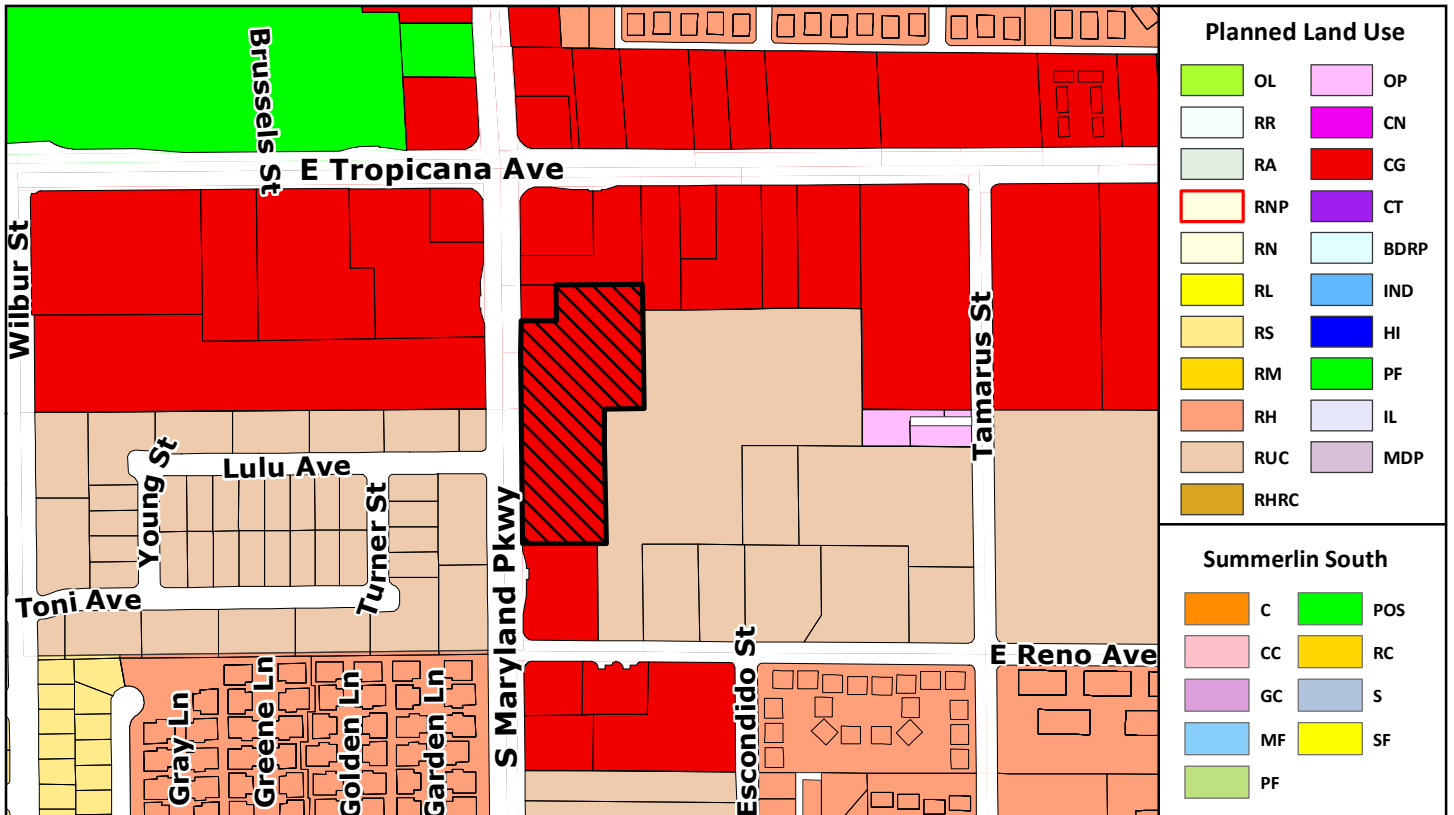 Brussels St
E Tropicana Ave
Wilbur St
Tamarus St
Lulu Ave
Young St
Turner St
S Maryland Pkwy
Toni Ave
Escondido St
E Reno Ave
Gray Ln
Greene Ln
Golden Ln
Garden Ln
Planned Land Use
OL
RR
RA
RNP
RN
RL
RS
RM
RH
RUC
RHRC
OP
CN
CG
CT
BDRP
IND
HI
PF
IL
MDP
Summerlin South
C
CC
GC
MF
PF
POS
RC
S
SF